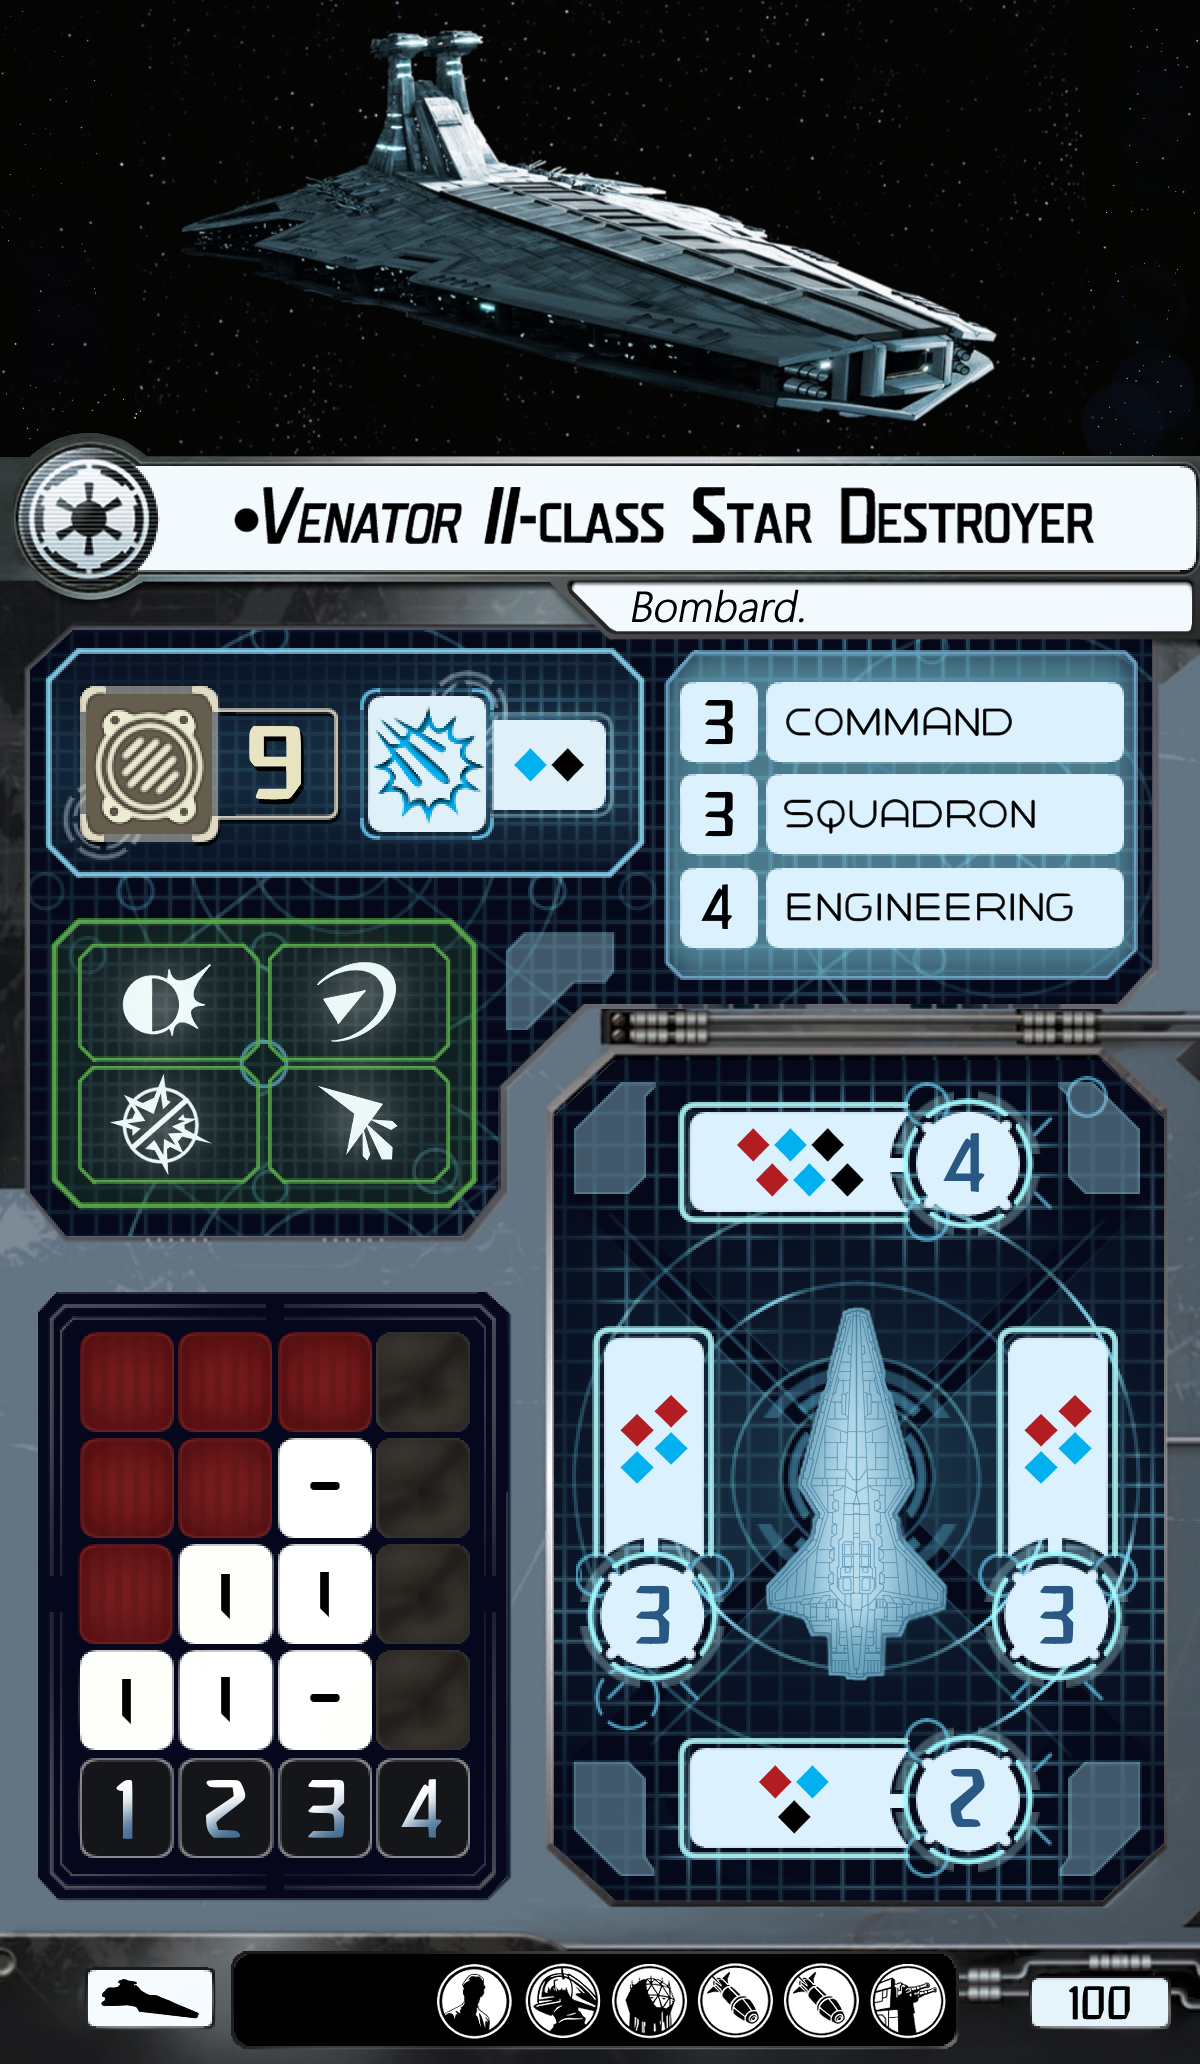 •VENATOR II-CLASS STAR DESTROYER
Bombard.
9
3 COMMAND
3 SQUADRON
4 ENGINEERING
4
-
I I
I I -
3 3
1 2 3 4
2
100